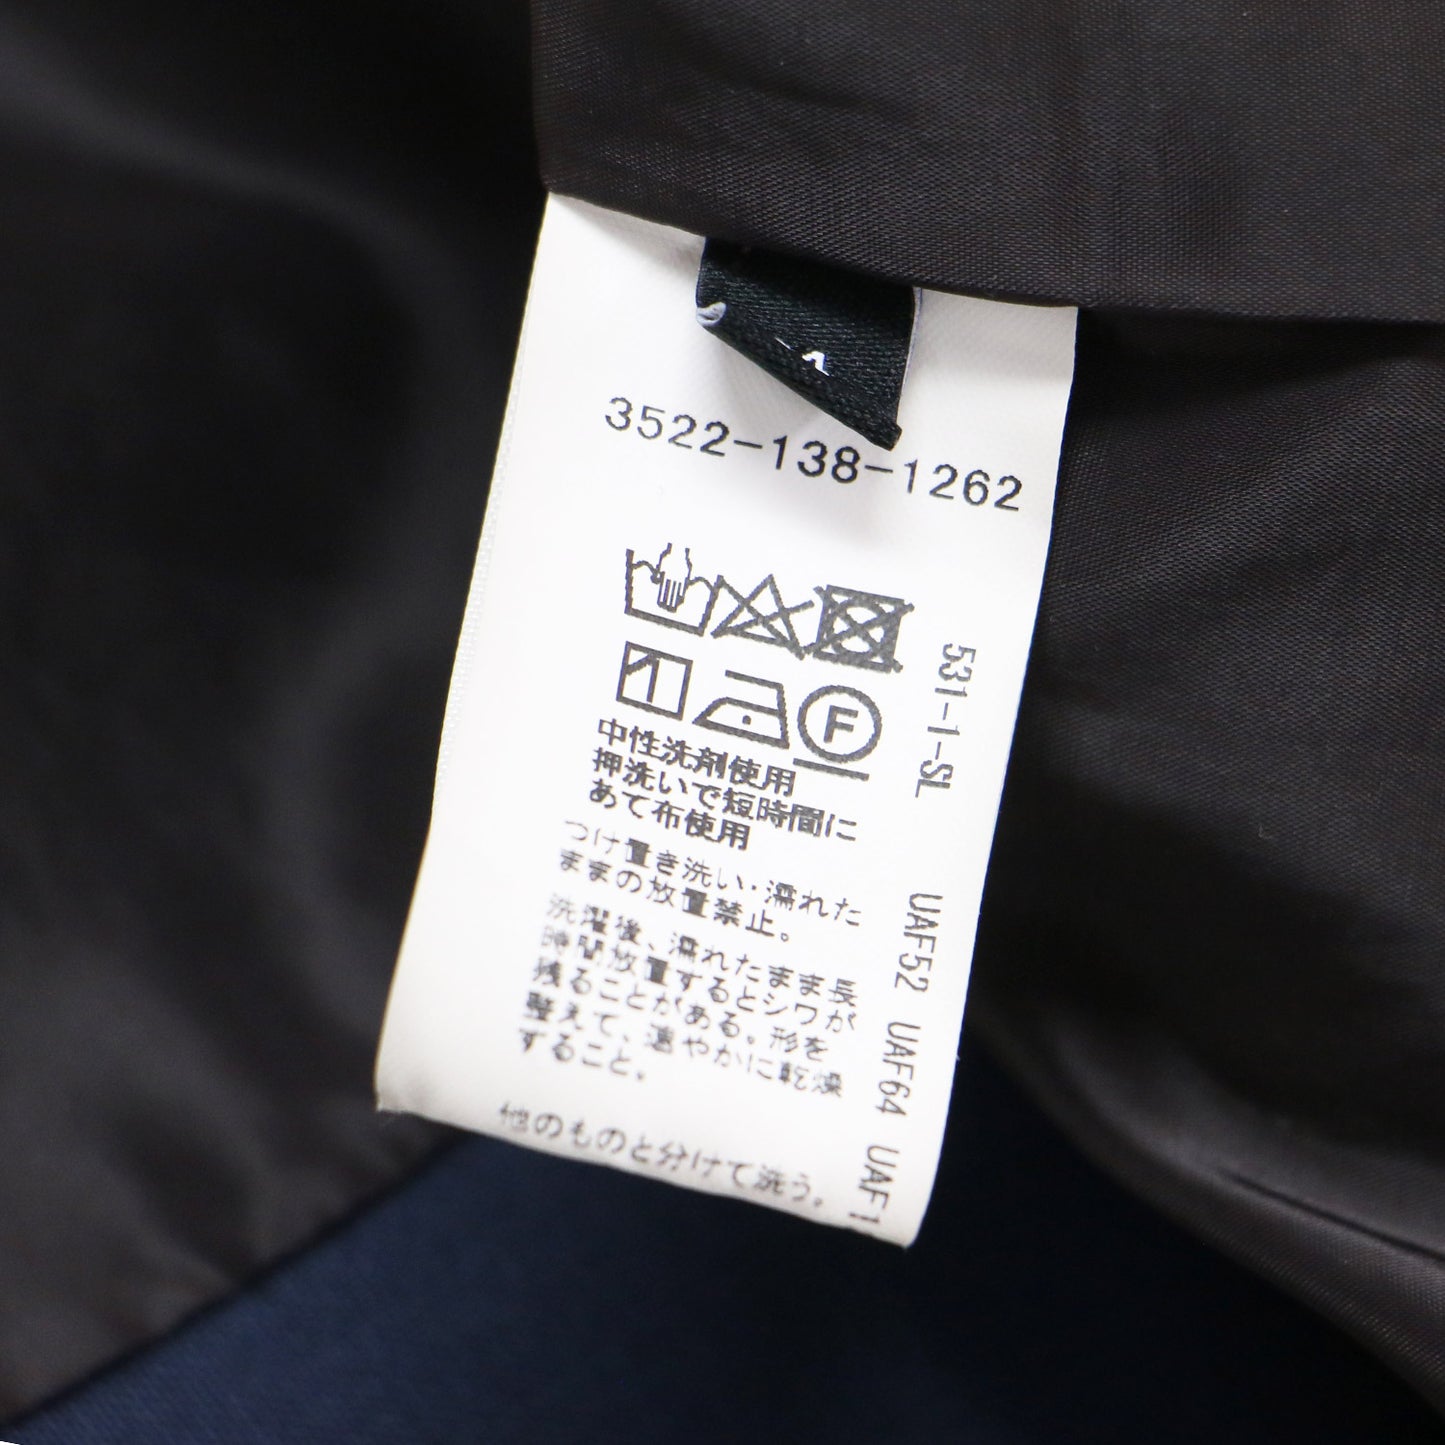 3522-138-1262
F
中性洗剤使用
押洗いで短時間に
あて布使用
つけ置き洗い・濡れた
ままの放置禁止。
洗濯後、濡れたまま長
時間放置するとシワが
残ることがある。形を
整えて、速やかに乾燥
すること。
他のものと分けて洗う。
531-1-SL UAF52 UAF64 UAF1